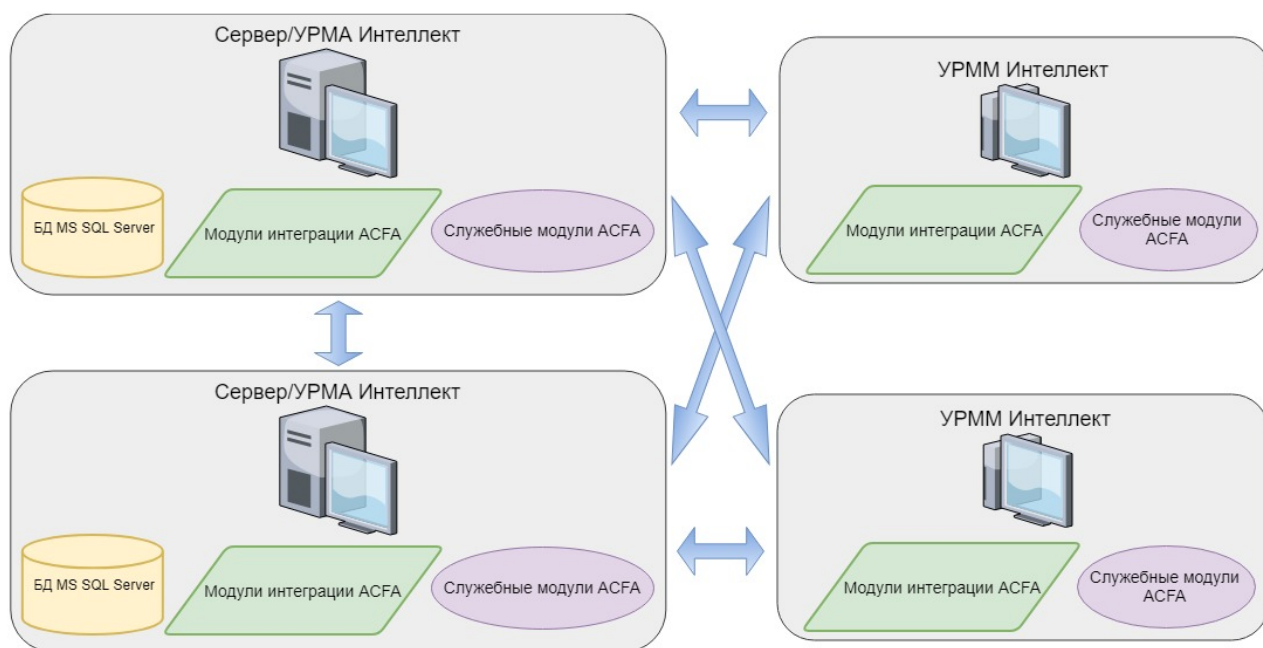 Сервер/УРМА Интеллект
БД MS SQL Server
Модули интеграции ACFA
Служебные модули ACFA
УРММ Интеллект
Модули интеграции ACFA
Служебные модули
ACFA
Сервер/УРМА Интеллект
БД MS SQL Server
Модули интеграции ACFA
Служебные модули ACFA
УРММ Интеллект
Модули интеграции ACFA
Служебные модули
ACFA